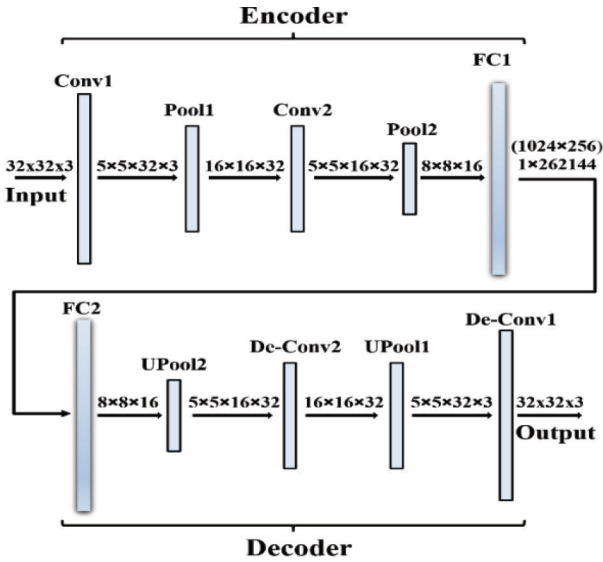 Encoder
Conv1
Pool1
Conv2
Pool2
FC1
32x32x3
Input
5×5×32×3
16×16×32
5×5×16×32
8×8×16
(1024×256)
1×262144
FC2
UPool2
Dc-Conv2
UPool1
De-Conv1
8×8×16
5×5×16×32
16×16×32
5×5×32×3
32x32x3
Output
Decoder